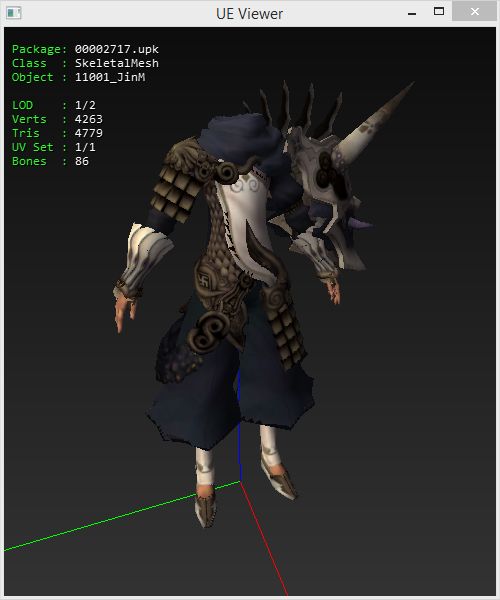 UE Viewer
Package: 00002717.upk
Class : SkeletalMesh
Object : 11001_JinM
LOD : 1/2
Verts : 4263
Tris : 4779
UV Set : 1/1
Bones : 86